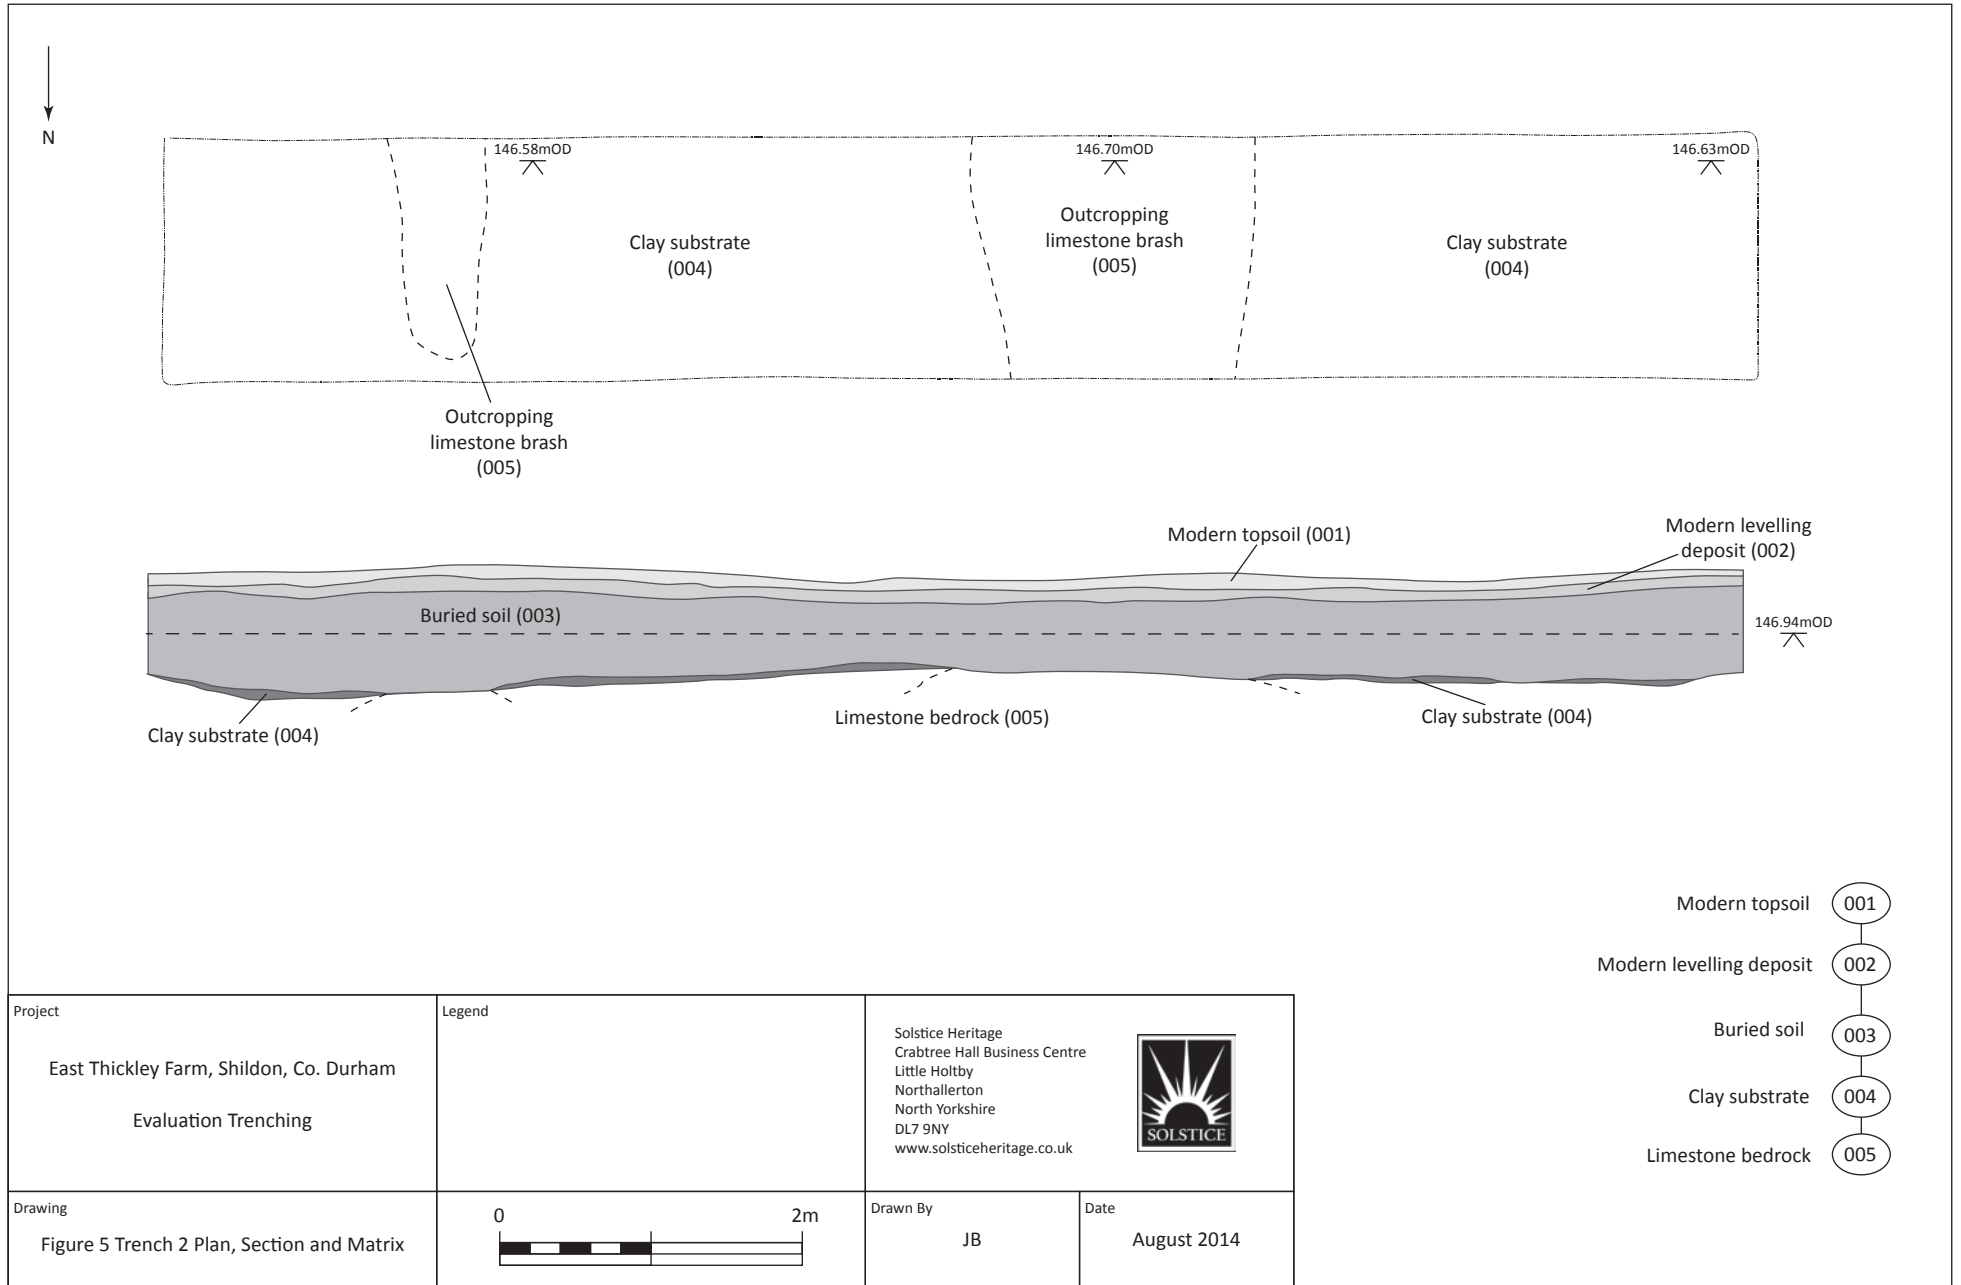 N
146.58mOD
146.70mOD
146.63mOD
Clay substrate
(004)
Outcropping
limestone brash
(005)
Clay substrate
(004)
Outcropping
limestone brash
(005)
Modern topsoil (001)
Modern levelling
deposit (002)
Buried soil (003)
146.94mOD
Clay substrate (004)
Limestone bedrock (005)
Clay substrate (004)
Modern topsoil 001
Modern levelling deposit 002
Buried soil 003
Clay substrate 004
Limestone bedrock 005
Project
East Thickley Farm, Shildon, Co. Durham
Evaluation Trenching
Legend
Solstice Heritage
Crabtree Hall Business Centre
Little Holtby
Northallerton
North Yorkshire
DL7 9NY
www.solsticeheritage.co.uk
SOLSTICE
Drawing
Figure 5 Trench 2 Plan, Section and Matrix
0 2m
Drawn By
JB
Date
August 2014